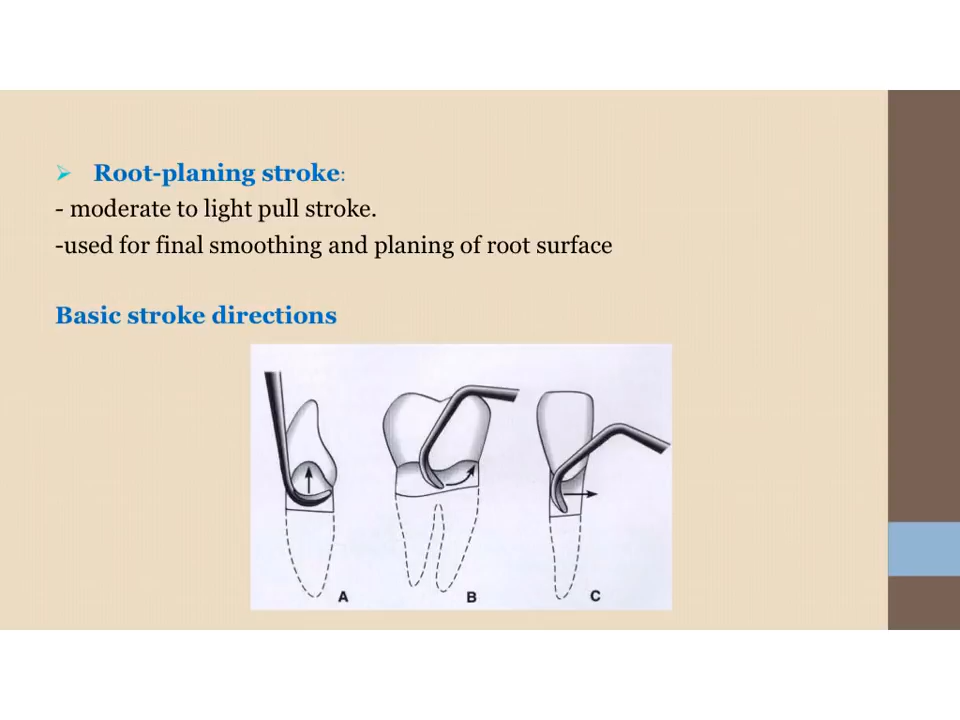 Root-planing stroke:
- moderate to light pull stroke.
-used for final smoothing and planing of root surface
Basic stroke directions
A B C